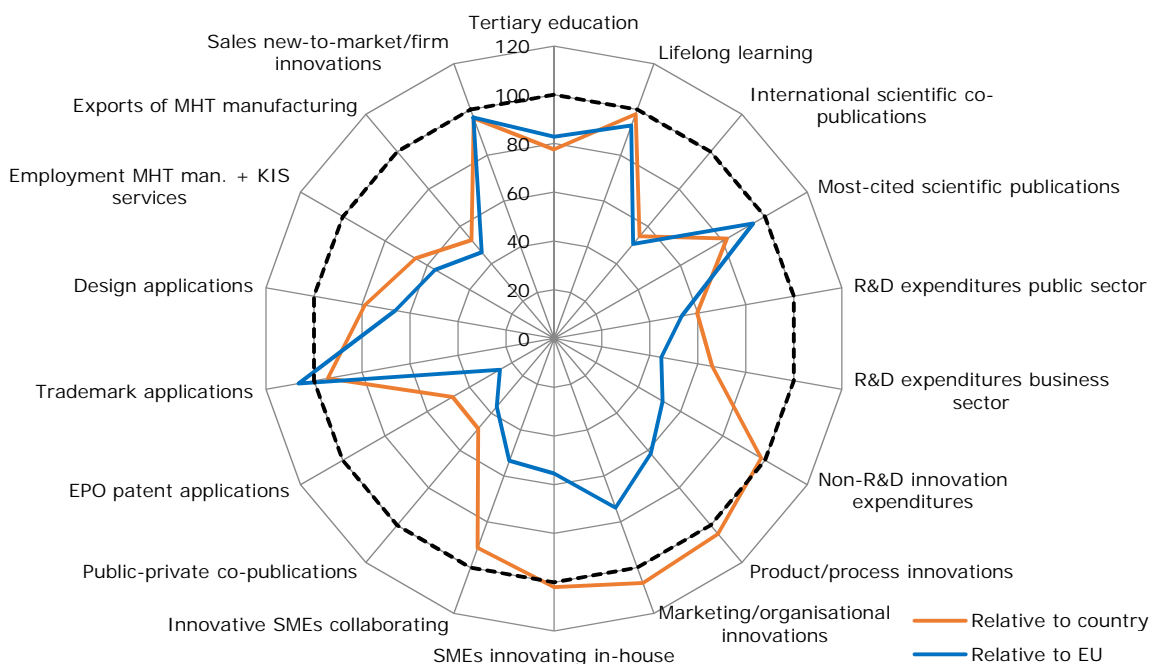 Tertiary education
Sales new-to-market/firm
innovations
Lifelong learning
120
Exports of MHT manufacturing
100
International scientific co-
publications
80
Employment MHT man. + KIS
services
60
Most-cited scientific publications
40
Design applications
20
R&D expenditures public sector
0
Trademark applications
R&D expenditures business
sector
EPO patent applications
Non-R&D innovation
expenditures
Public-private co-publications
Product/process innovations
Innovative SMEs collaborating
Marketing/organisational
innovations
SMEs innovating in-house
Relative to country
Relative to EU